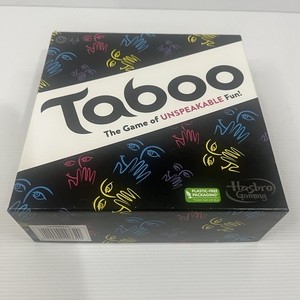 Taboo
The Game of UNSPEAKABLE Fun!
PLASTIC-FREE
PACKAGING
Hasbro
Gaming